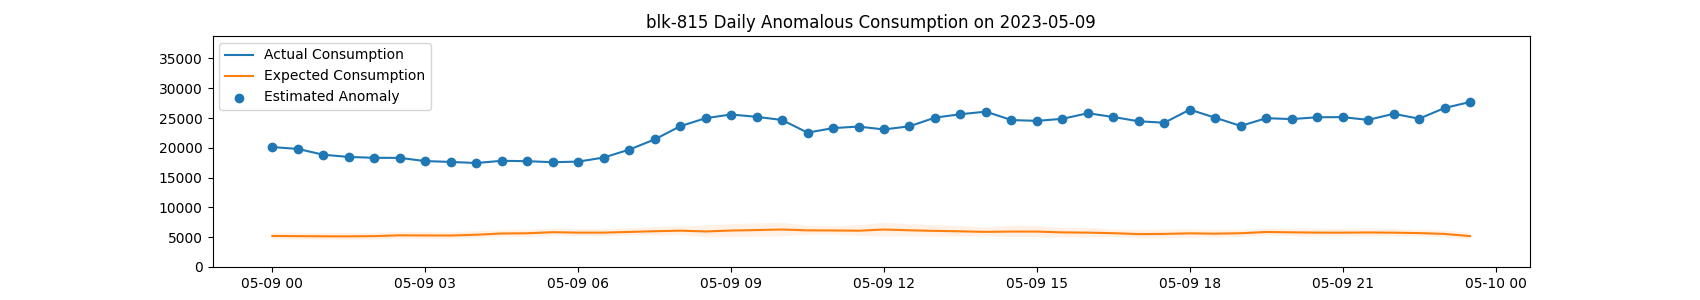 blk-815 Daily Anomalous Consumption on 2023-05-09
Actual Consumption
Expected Consumption
Estimated Anomaly
35000
30000
25000
20000
15000
10000
5000
0
05-09 00 05-09 03 05-09 06 05-09 09 05-09 12 05-09 15 05-09 18 05-09 21 05-10 00